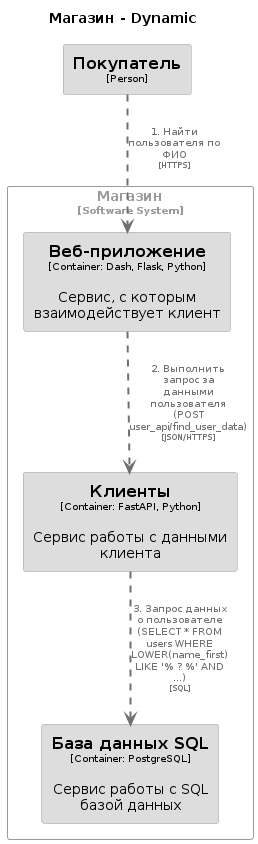 Магазин - Dynamic
Покупатель
[Person]
1. Найти
пользователя по
ФИО
[HTTPS]
Магазин
[Software System]
Веб-приложение
[Container: Dash, Flask, Python]
Сервис, с которым
взаимодействует клиент
2. Выполнить
запрос за
данными
пользователя
(POST
user_api/find_user_data)
[JSON/HTTPS]
Клиенты
[Container: FastAPI, Python]
Сервис работы с данными
клиента
3. Запрос данных
о пользователе
(SELECT * FROM
users WHERE
LOWER(name_first)
LIKE '% ? %' AND
...)
[SQL]
База данных SQL
[Container: PostgreSQL]
Сервис работы с SQL
базой данных